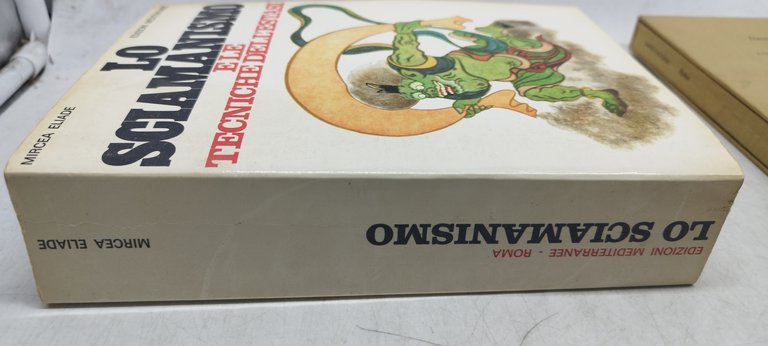 MIRCEA ELIADE
LO
SCIAMANISMO
E LE
TECNICHE DELL'ESTASI
MIRCEA ELIADE
LO SCIAMANISMO
EDIZIONI MEDITERRANEE - ROMA